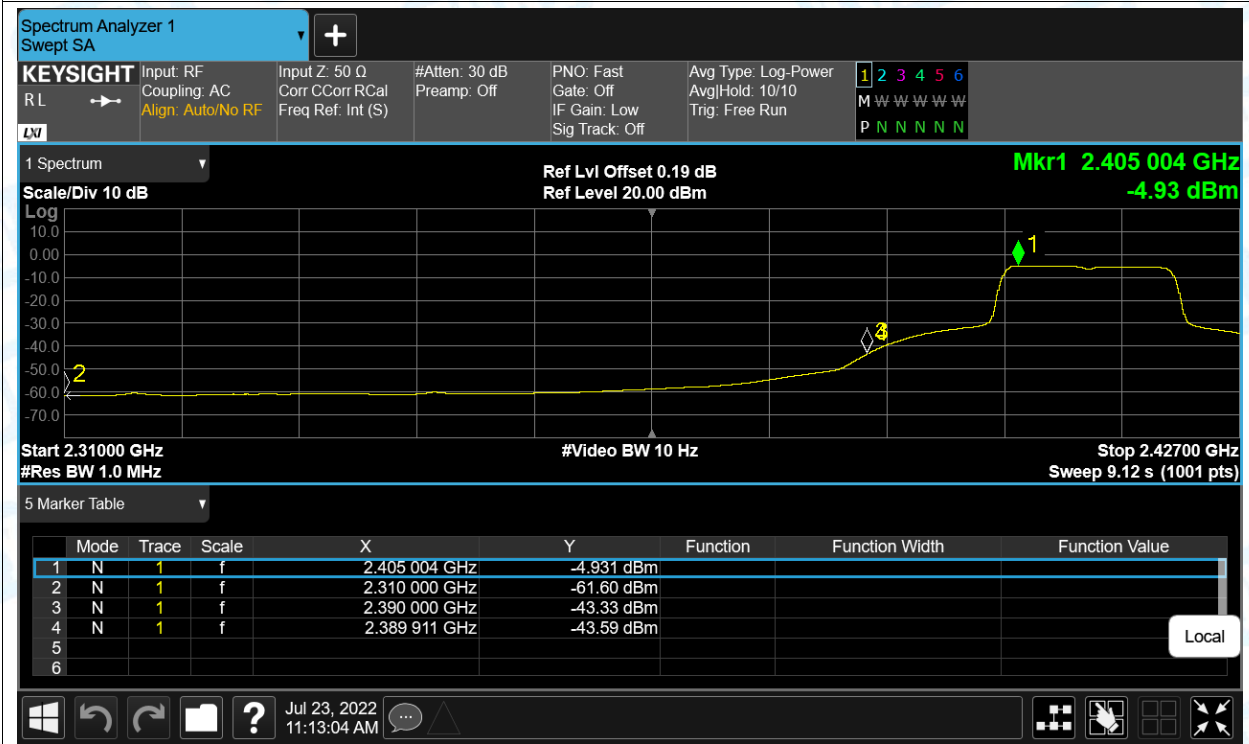 Spectrum Analyzer 1
Swept SA
+
KEYSIGHT Input: RF Input Z: 50 Ω #Atten: 30 dB PNO: Fast Avg Type: Log-Power 1 2 3 4 5 6
R L Coupling: AC Corr CCorr RCal Preamp: Off Gate: Off Avg|Hold: 10/10 M W W W W W W
Align: Auto/No RF Freq Ref: Int (S) IF Gain: Low Trig: Free Run
LXI Sig Track: Off P N N N N N
1 Spectrum Ref Lvl Offset 0.19 dB Mkr1 2.405 004 GHz
Scale/Div 10 dB Ref Level 20.00 dBm -4.93 dBm
Log
10.0
0.00
-10.0
-20.0
-30.0
-40.0
-50.0
-60.0
-70.0
1
2
Start 2.31000 GHz #Video BW 10 Hz Stop 2.42700 GHz
#Res BW 1.0 MHz Sweep 9.12 s (1001 pts)
5 Marker Table
Mode Trace Scale X Y Function Function Width Function Value
1 N 1 f 2.405 004 GHz -4.931 dBm
2 N 1 f 2.310 000 GHz -61.60 dBm
3 N 1 f 2.390 000 GHz -43.33 dBm
4 N 1 f 2.389 911 GHz -43.59 dBm
5
6
Local
? Jul 23, 2022
11:13:04 AM